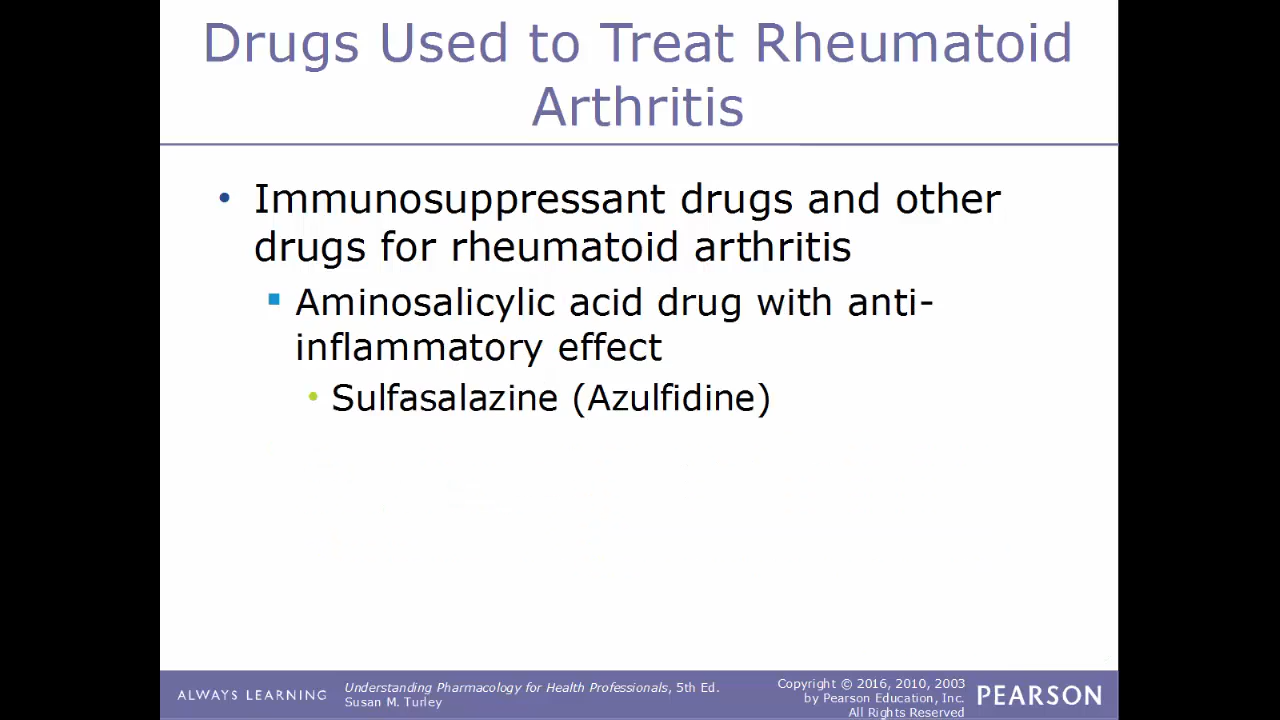 Drugs Used to Treat Rheumatoid
Arthritis
• Immunosuppressant drugs and other
drugs for rheumatoid arthritis
▪ Aminosalicylic acid drug with anti-
inflammatory effect
• Sulfasalazine (Azulfidine)
ALWAYS LEARNING
Understanding Pharmacology for Health Professionals, 5th Ed.
Susan M. Turley
Copyright © 2016, 2010, 2003
by Pearson Education, Inc.
All Rights Reserved
PEARSON